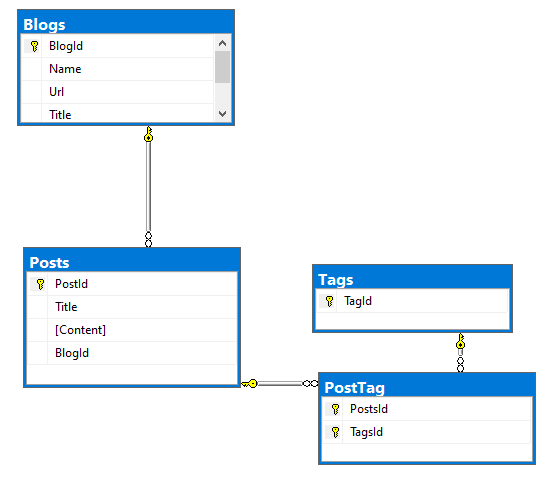 Blogs
BlogId
Name
Url
Title
Posts
PostId
Title
[Content]
BlogId
Tags
TagId
PostTag
PostsId
TagsId